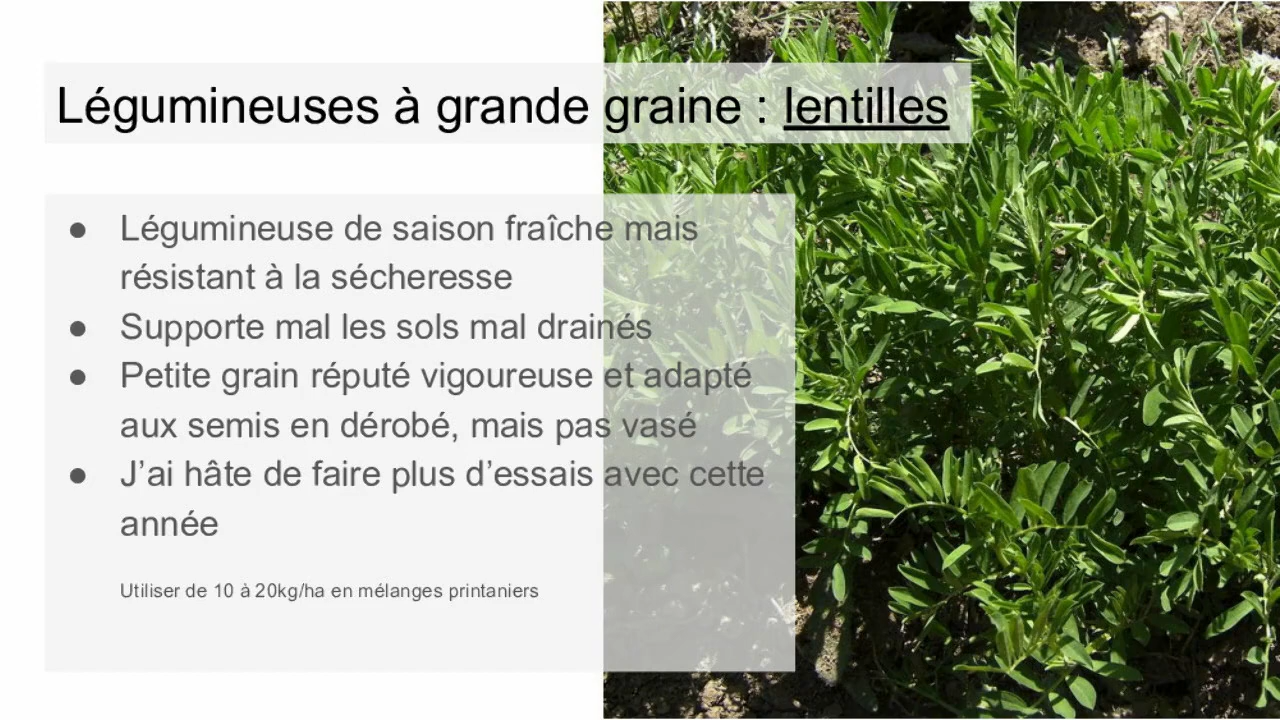 Légumineuses à grande graine : lentilles
● Légumineuse de saison fraîche mais
résistant à la sécheresse
● Supporte mal les sols mal drainés
● Petite grain réputé vigoureuse et adapté
aux semis en dérobé, mais pas vasé
● J’ai hâte de faire plus d’essais avec cette
année
Utiliser de 10 à 20kg/ha en mélanges printaniers